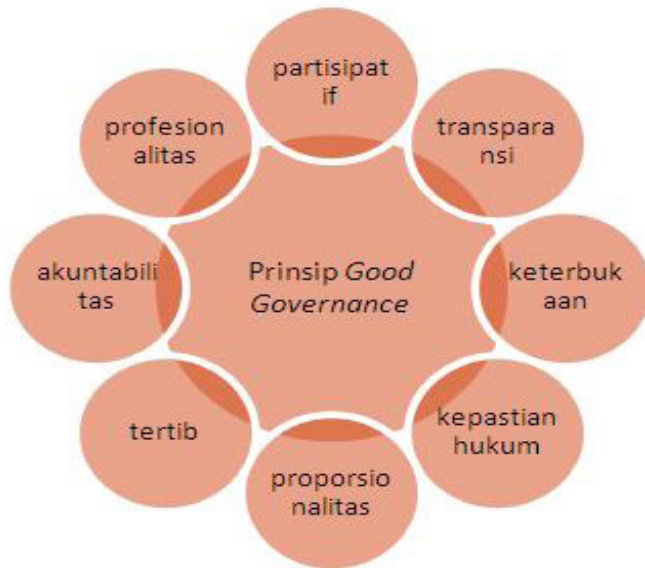 partisipat
if
transpara
nsi
keterbuk
aan
kepastian
hukum
proporsio
nalitas
tertib
akuntabili
tas
profesion
alitas
Prinsip Good
Governance